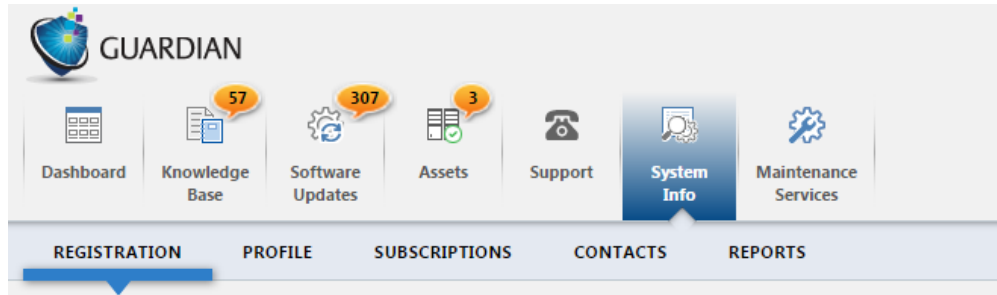 GUARDIAN
57 307 3
Dashboard Knowledge Software Assets Support System Maintenance
Base Updates Info Services
REGISTRATION PROFILE SUBSCRIPTIONS CONTACTS REPORTS